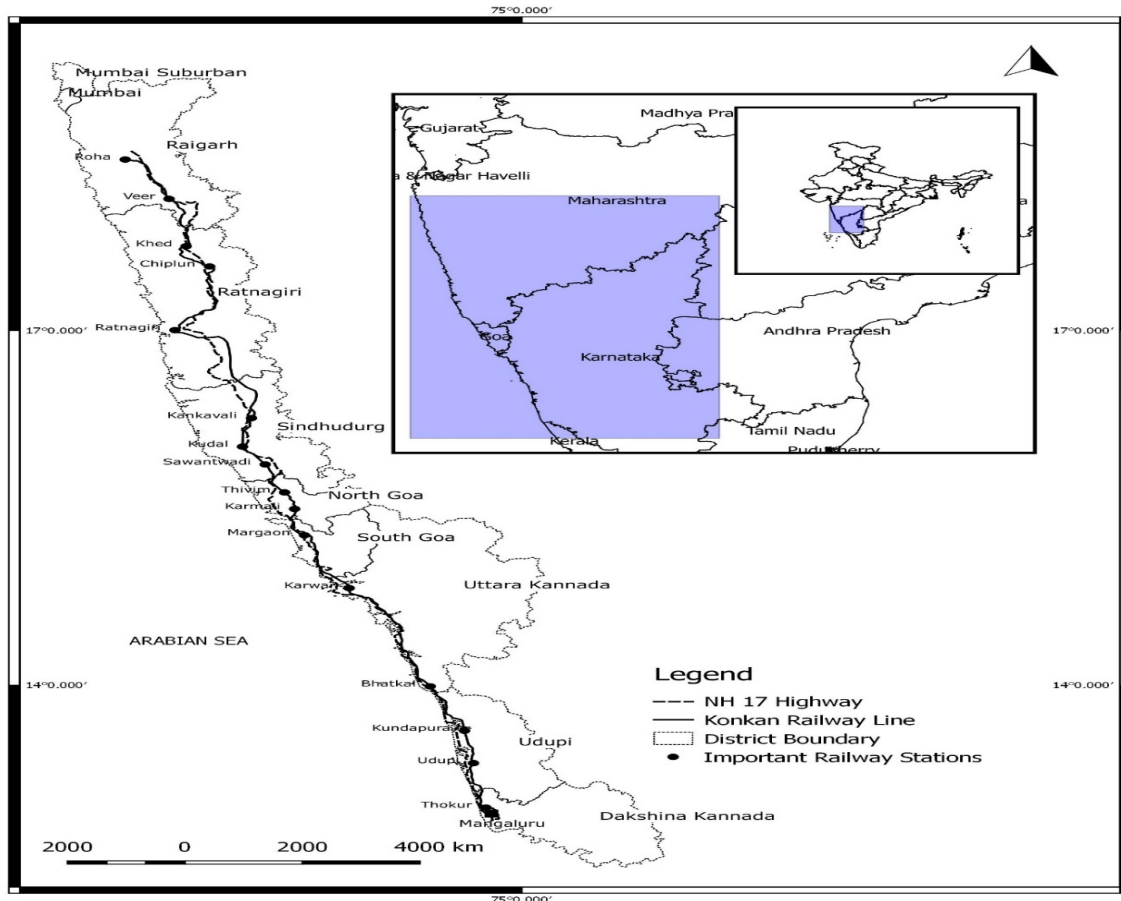 75°0.000'
Mumbai Suburban
Mumbai
Raigarh
Roha
Veer
Khed
Chiplun
Ratnagiri
Ratnagiri
17°0.000'
17°0.000'
Kankavali
Sindhudurg
Kudal
Sawantwadi
Thivim
North Goa
Karmali
Margaon
South Goa
Karwar
Uttara Kannada
ARABIAN SEA
14°0.000'
14°0.000'
Bhatkal
Kundapura
Udupi
Udupi
Thokur
Mangaluru
Dakshina Kannada
Gujarat
Madhya Pra
a & Nagar Havelli
Maharashtra
Goa
Karnataka
Andhra Pradesh
Tamil Nadu
Kerala
Puducherry
Legend
NH 17 Highway
Konkan Railway Line
District Boundary
Important Railway Stations
2000 0 2000 4000 km
75°0.000'